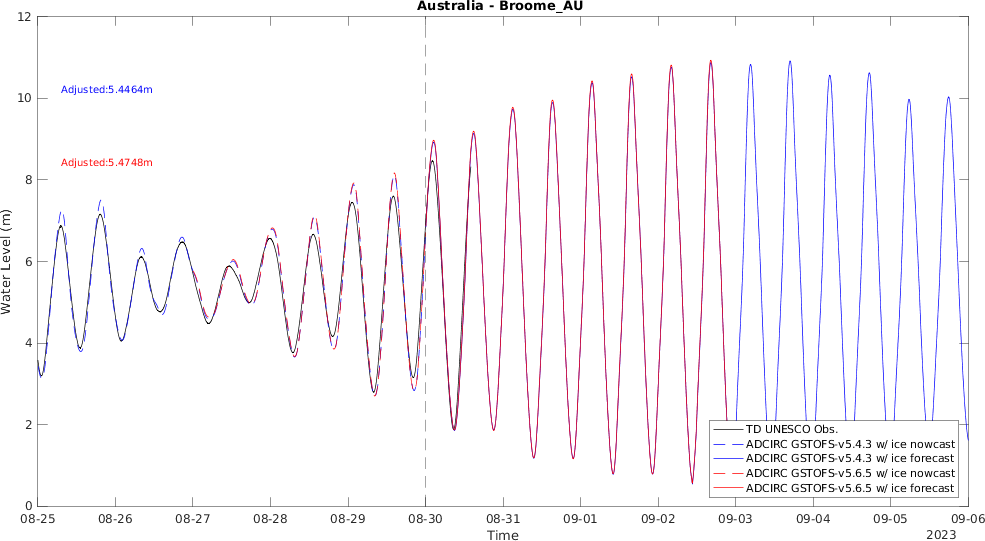 Australia - Broome_AU
12
10
8
6
4
2
0
Water Level (m)
Adjusted:5.4464m
Adjusted:5.4748m
TD UNESCO Obs.
ADCIRC GSTOFS-v5.4.3 w/ ice nowcast
ADCIRC GSTOFS-v5.4.3 w/ ice forecast
ADCIRC GSTOFS-v5.6.5 w/ ice nowcast
ADCIRC GSTOFS-v5.6.5 w/ ice forecast
08-25 08-26 08-27 08-28 08-29 08-30 08-31 09-01 09-02 09-03 09-04 09-05 09-06
Time
2023